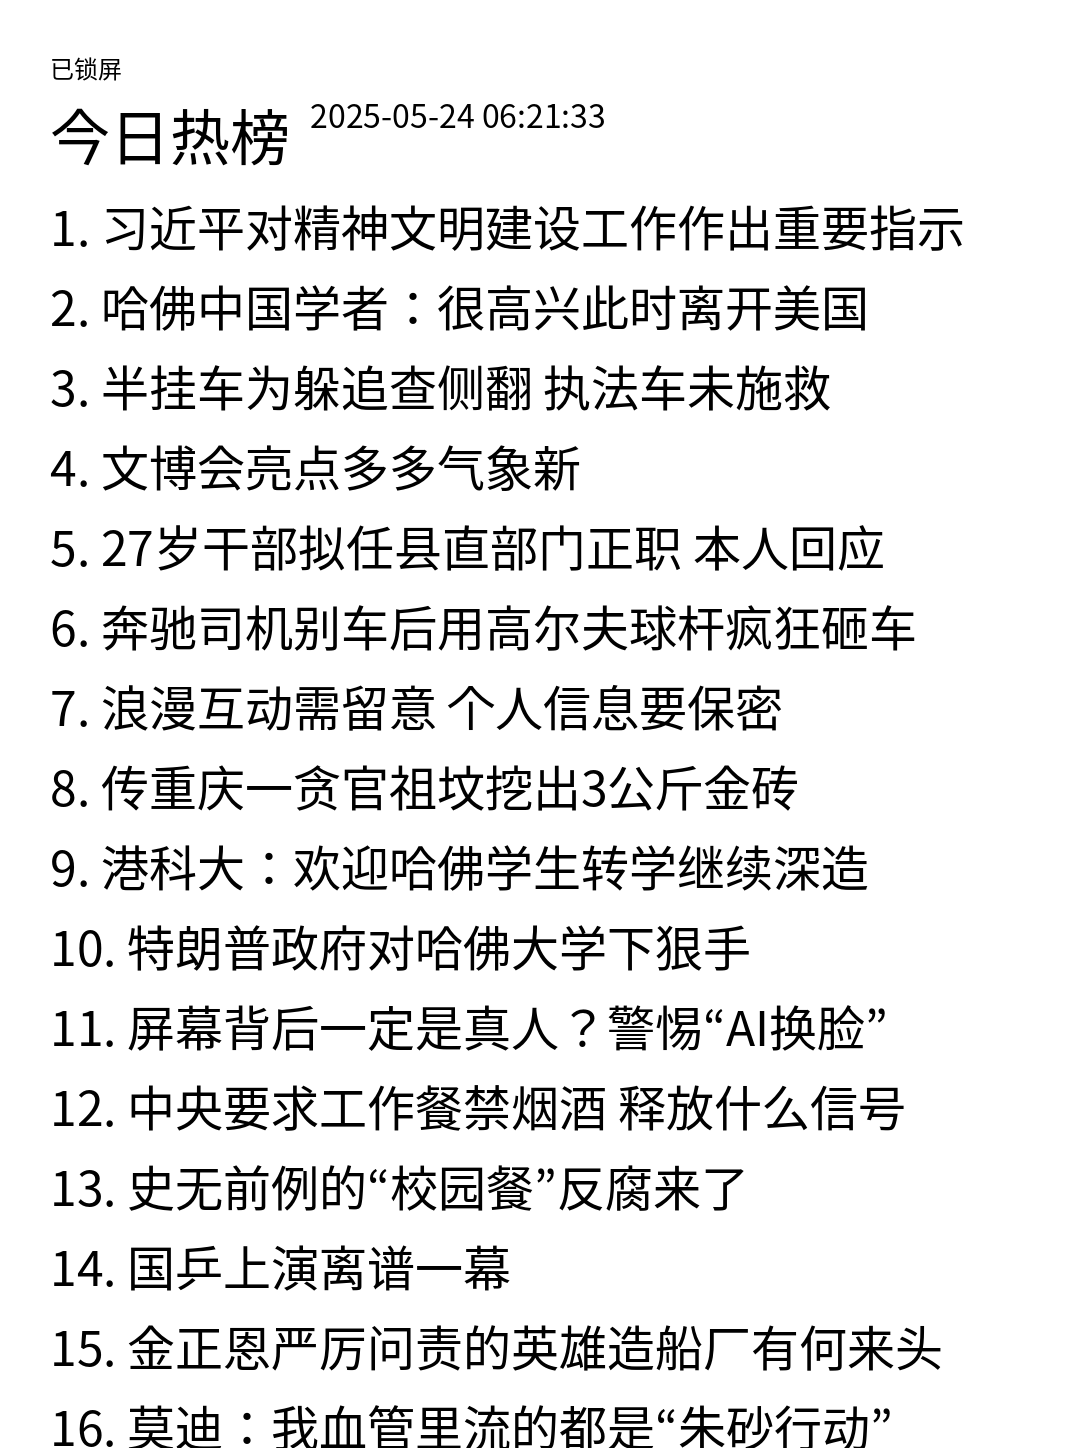 已锁屏
今日热榜 2025-05-24 06:21:33
1. 习近平对精神文明建设工作作出重要指示
2. 哈佛中国学者：很高兴此时离开美国
3. 半挂车为躲追查侧翻 执法车未施救
4. 文博会亮点多多气象新
5. 27岁干部拟任县直部门正职 本人回应
6. 奔驰司机别车后用高尔夫球杆疯狂砸车
7. 浪漫互动需留意 个人信息要保密
8. 传重庆一贪官祖坟挖出3公斤金砖
9. 港科大：欢迎哈佛学生转学继续深造
10. 特朗普政府对哈佛大学下狠手
11. 屏幕背后一定是真人？警惕“AI换脸”
12. 中央要求工作餐禁烟酒 释放什么信号
13. 史无前例的“校园餐”反腐来了
14. 国乒上演离谱一幕
15. 金正恩严厉问责的英雄造船厂有何来头
16. 莫迪：我血管里流的都是“朱砂行动”